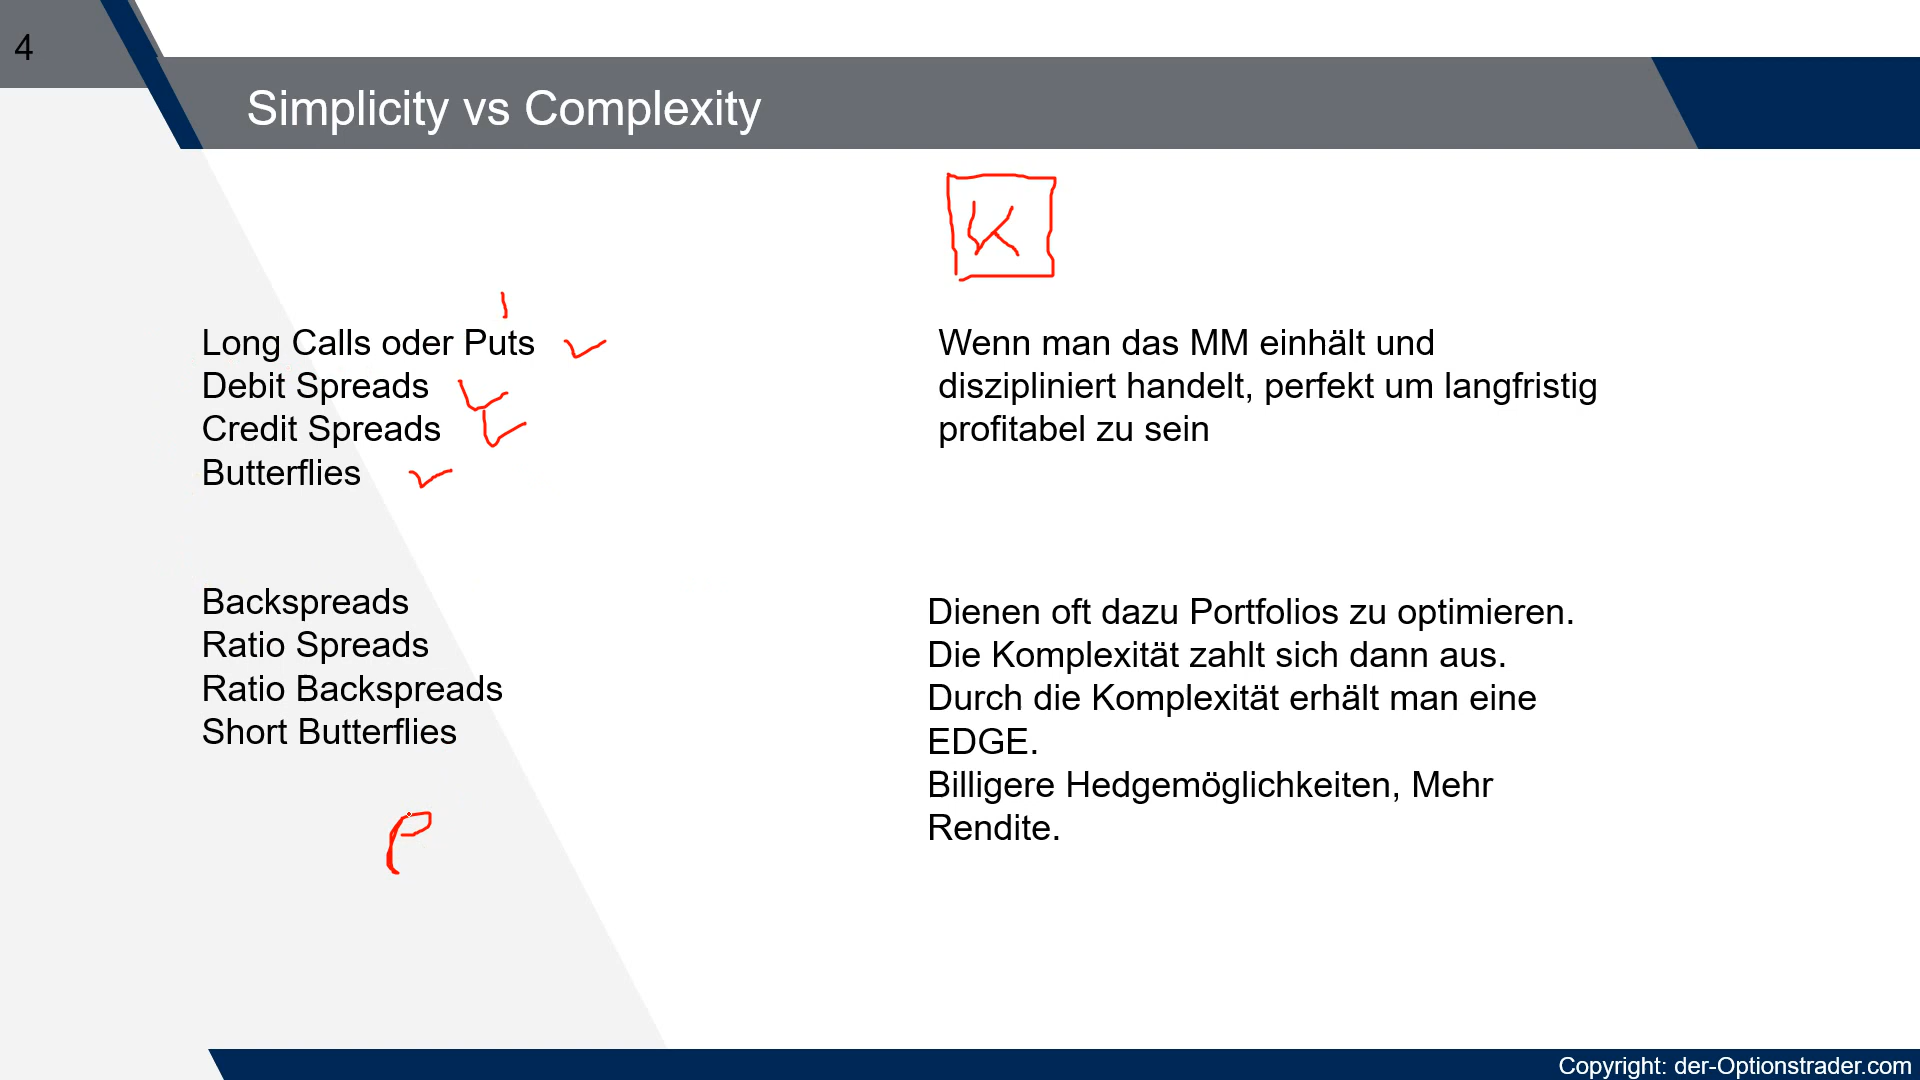 4
Simplicity vs Complexity
K
Long Calls oder Puts
Debit Spreads
Credit Spreads
Butterflies
Wenn man das MM einhält und
diszipliniert handelt, perfekt um langfristig
profitabel zu sein
Backspreads
Ratio Spreads
Ratio Backspreads
Short Butterflies
Dienen oft dazu Portfolios zu optimieren.
Die Komplexität zahlt sich dann aus.
Durch die Komplexität erhält man eine
EDGE.
Billigere Hedgemöglichkeiten, Mehr
Rendite.
Copyright: der-Optionstrader.com